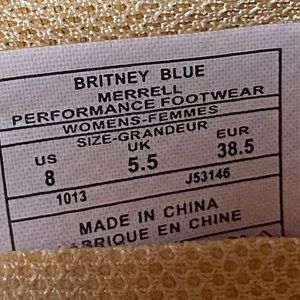 BRITNEY BLUE
MERRELL
PERFORMANCE FOOTWEAR
WOMENS-FEMMES
SIZE-GRANDEUR
US UK EUR
8 5.5 38.5
1013 J53146
MADE IN CHINA
FABRIQUE EN CHINE